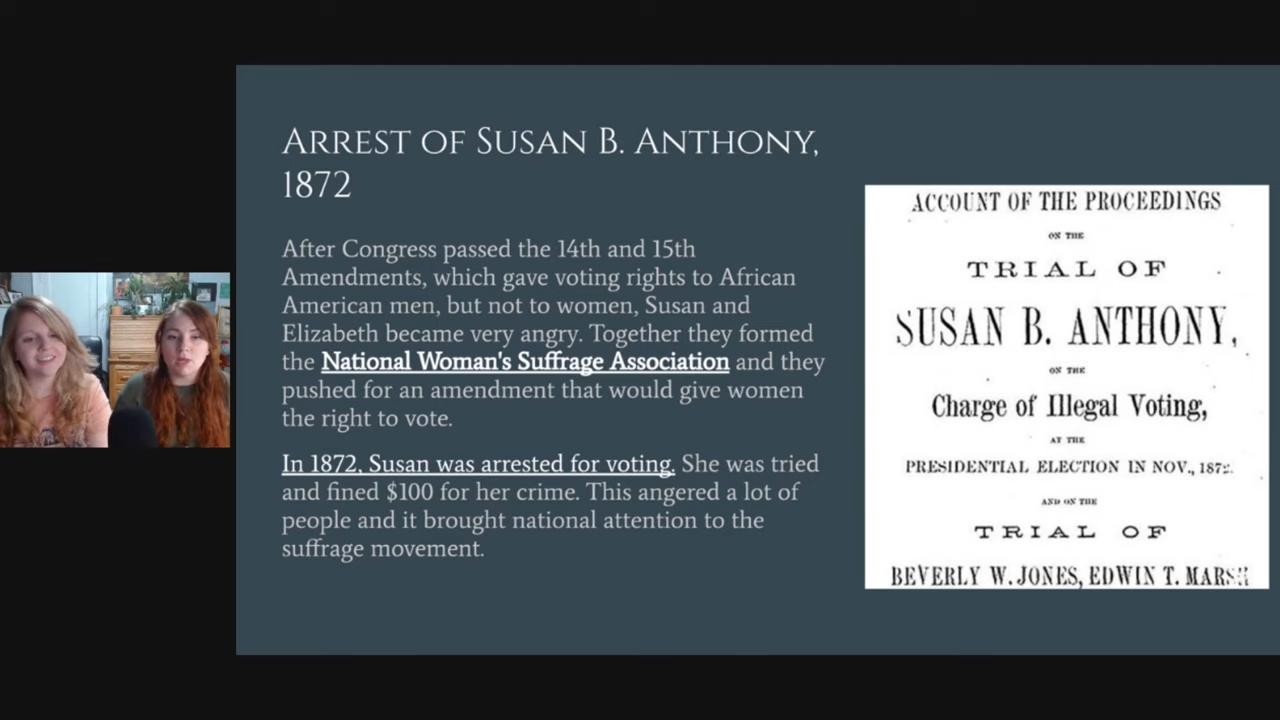 ARREST OF SUSAN B. ANTHONY,
1872
After Congress passed the 14th and 15th
Amendments, which gave voting rights to African
American men, but not to women, Susan and
Elizabeth became very angry. Together they formed
the National Woman's Suffrage Association and they
pushed for an amendment that would give women
the right to vote.
In 1872, Susan was arrested for voting. She was tried
and fined $100 for her crime. This angered a lot of
people and it brought national attention to the
suffrage movement.
ACCOUNT OF THE PROCEEDINGS
ON THE
TRIAL OF
SUSAN B. ANTHONY,
ON THE
Charge of Illegal Voting,
AT THE
PRESIDENTIAL ELECTION IN NOV., 1872.
AND ON THE
TRIAL OF
BEVERLY W. JONES, EDWIN T. MARSH